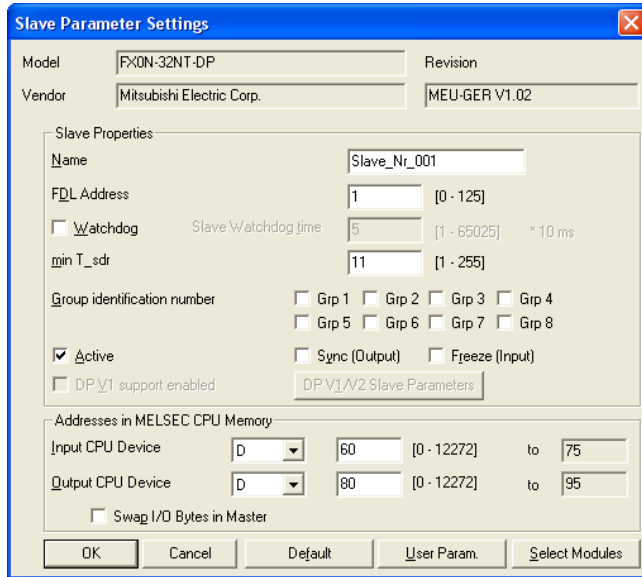 Slave Parameter Settings
Model FX0N-32NT-DP Revision
Vendor Mitsubishi Electric Corp. MEU-GER V1.02
Slave Properties
Name Slave_Nr_001
FDL Address 1 [0 - 125]
Watchdog Slave Watchdog time 5 [1 - 65025] * 10 ms
min T_sdr 11 [1 - 255]
Group identification number Grp 1 Grp 2 Grp 3 Grp 4
Grp 5 Grp 6 Grp 7 Grp 8
Active Sync (Output) Freeze (Input)
DP V1 support enabled DP V1/V2 Slave Parameters
Addresses in MELSEC CPU Memory
Input CPU Device D 60 [0 - 12272] to 75
Output CPU Device D 80 [0 - 12272] to 95
Swap I/O Bytes in Master
OK Cancel Default User Param. Select Modules